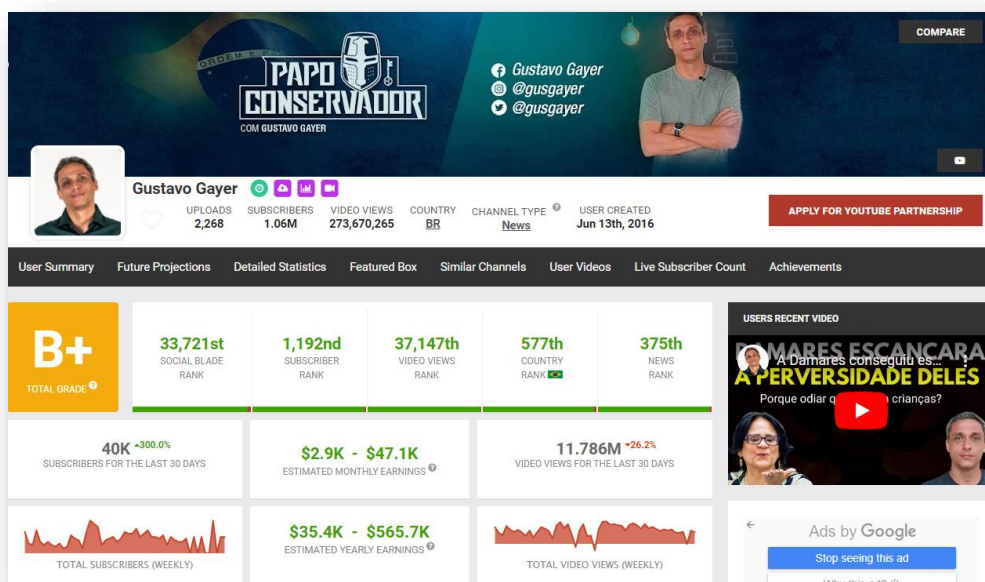 COMPARE
ORDEM E
PAPO
CONSERVADOR
COM GUSTAVO GAYER
Gustavo Gayer
@gusgayer
@gusgayer
Gustavo Gayer
UPLOADS
2,268
SUBSCRIBERS
1.06M
VIDEO VIEWS
273,670,265
COUNTRY
BR
CHANNEL TYPE
News
USER CREATED
Jun 13th, 2016
APPLY FOR YOUTUBE PARTNERSHIP
User Summary Future Projections Detailed Statistics Featured Box Similar Channels User Videos Live Subscriber Count Achievements
B+
TOTAL GRADE
33,721st
SOCIAL BLADE
RANK
1,192nd
SUBSCRIBER
RANK
37,147th
VIDEO VIEWS
RANK
577th
COUNTRY
RANK
375th
NEWS
RANK
USERS RECENT VIDEO
DAMARES ESCANCARA
A Damares conseguiu es...
A PERVERSIDADE DELES
Porque odiar crianças?
40K 300.0%
SUBSCRIBERS FOR THE LAST 30 DAYS
$2.9K - $47.1K
ESTIMATED MONTHLY EARNINGS
11.786M 26.2%
VIDEO VIEWS FOR THE LAST 30 DAYS
TOTAL SUBSCRIBERS (WEEKLY)
$35.4K - $565.7K
ESTIMATED YEARLY EARNINGS
TOTAL VIDEO VIEWS (WEEKLY)
Ads by Google
Stop seeing this ad